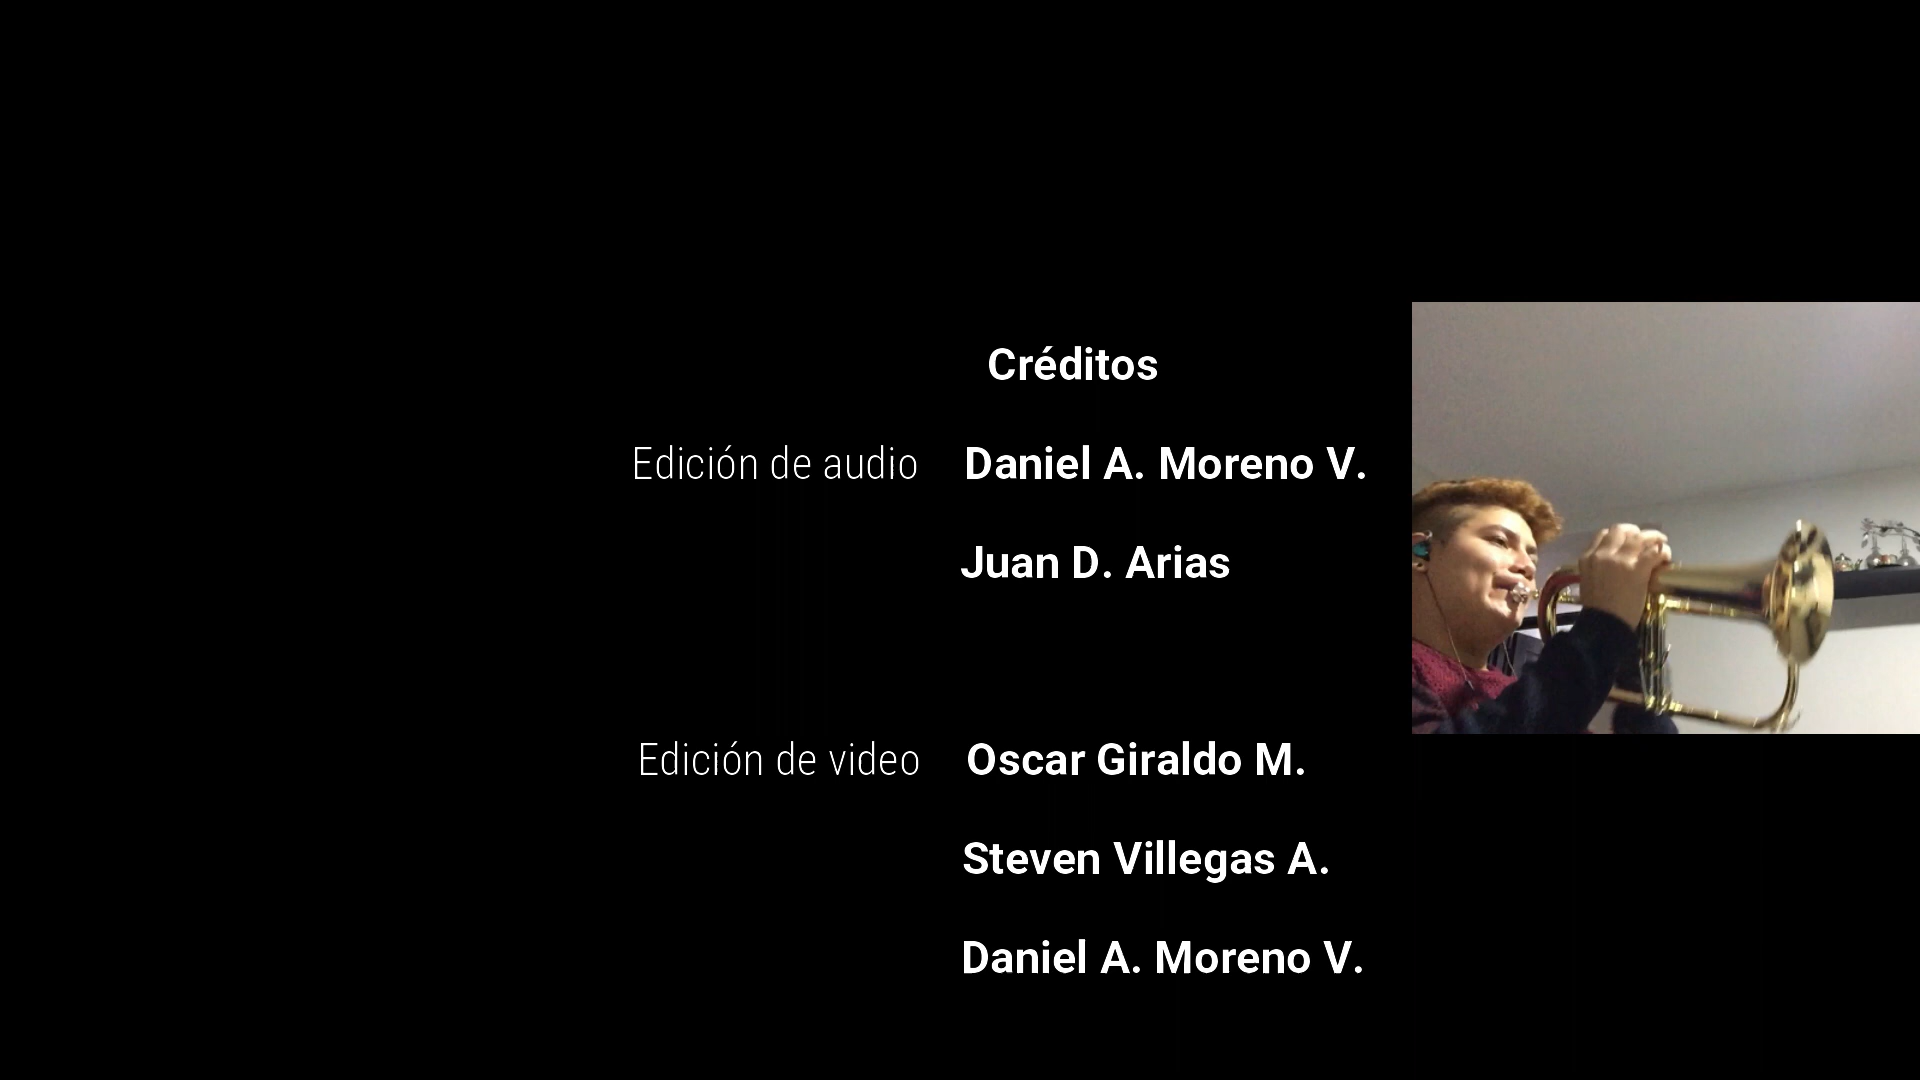 Créditos
Edición de audio Daniel A. Moreno V.
Juan D. Arias
Edición de video Oscar Giraldo M.
Steven Villegas A.
Daniel A. Moreno V.